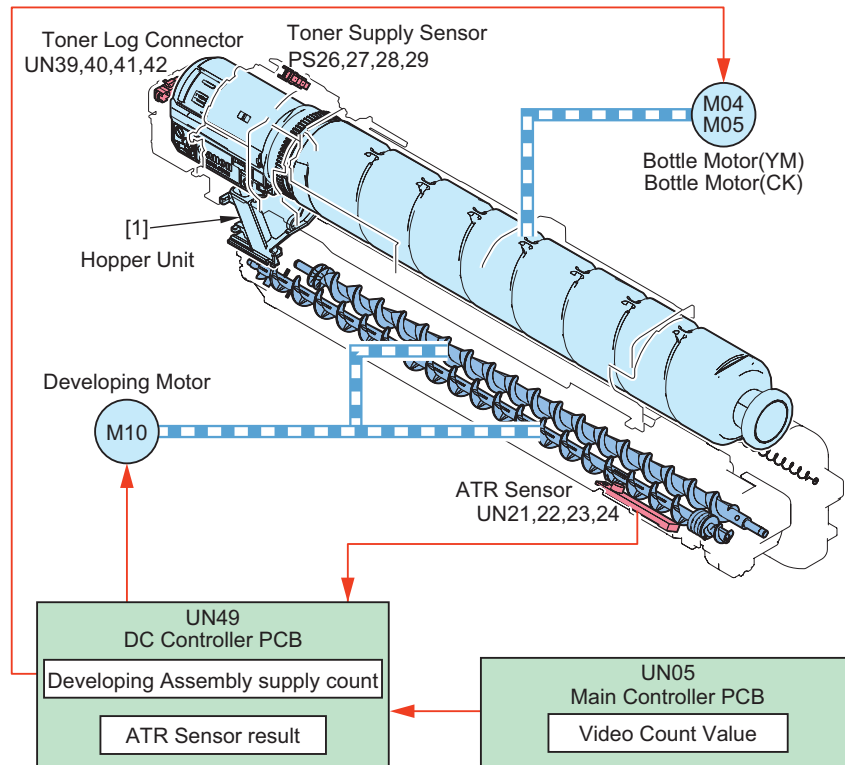 Toner Log Connector
UN39,40,41,42
Toner Supply Sensor
PS26,27,28,29
M04
M05
Bottle Motor(YM)
Bottle Motor(CK)
[1]
Hopper Unit
Developing Motor
M10
ATR Sensor
UN21,22,23,24
UN49
DC Controller PCB
Developing Assembly supply count
ATR Sensor result
UN05
Main Controller PCB
Video Count Value